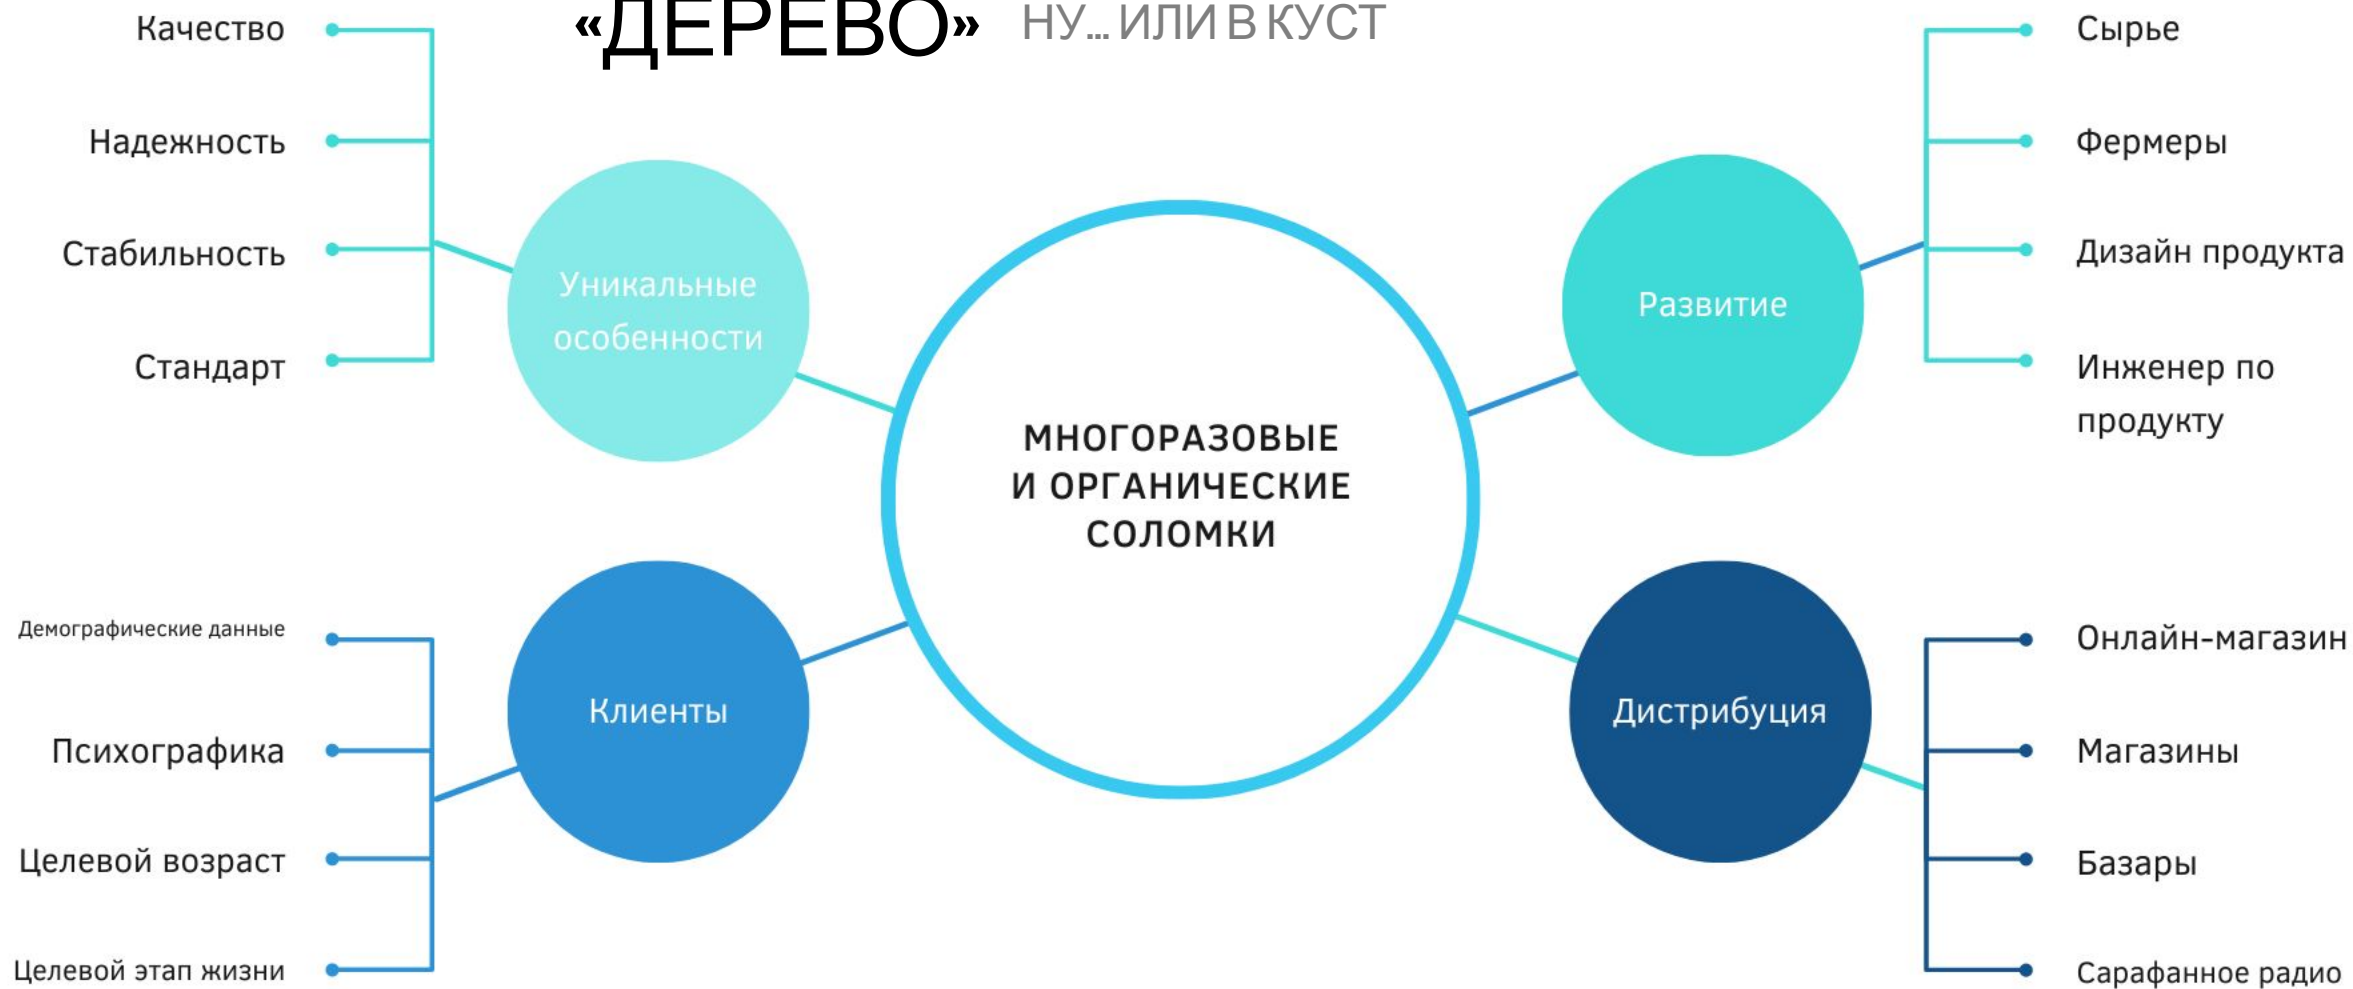 «ДЕРЕВО» НУ... ИЛИ В КУСТ
Качество
Надежность
Стабильность
Стандарт
Уникальные
особенности
Демографические данные
Психографика
Целевой возраст
Целевой этап жизни
Клиенты
МНОГОРАЗОВЫЕ
И ОРГАНИЧЕСКИЕ
СОЛОМКИ
Развитие
Сырье
Фермеры
Дизайн продукта
Инженер по
продукту
Дистрибуция
Онлайн-магазин
Магазины
Базары
Сарафанное радио